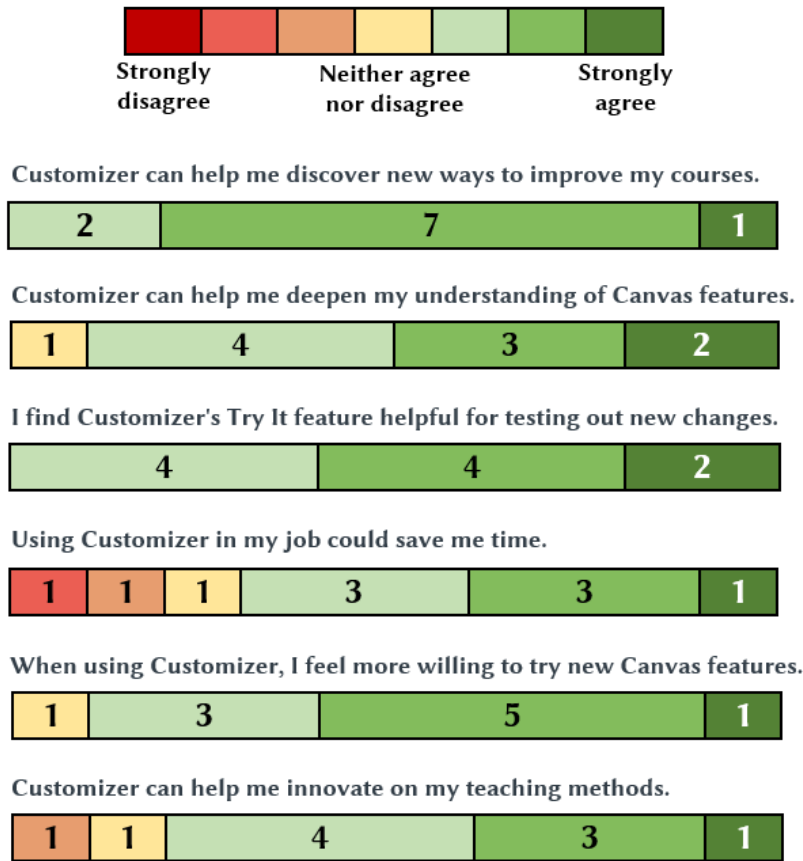 Strongly disagree
Neither agree nor disagree
Strongly agree
Customizer can help me discover new ways to improve my courses.
2 7 1
Customizer can help me deepen my understanding of Canvas features.
1 4 3 2
I find Customizer's Try It feature helpful for testing out new changes.
4 4 2
Using Customizer in my job could save me time.
1 1 1 3 3 1
When using Customizer, I feel more willing to try new Canvas features.
1 3 5 1
Customizer can help me innovate on my teaching methods.
1 1 4 3 1